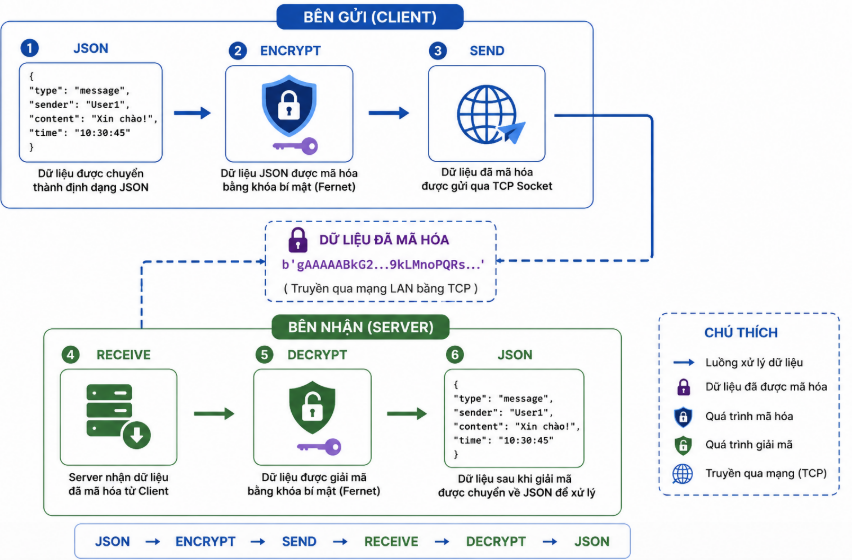 BÊN GỬI (CLIENT)
1 JSON
{
"type": "message",
"sender": "User1",
"content": "Xin chào!",
"time": "10:30:45"
}
Dữ liệu được chuyển
thành định dạng JSON
2 ENCRYPT
Dữ liệu JSON được mã hóa
bằng khóa bí mật (Fernet)
3 SEND
Dữ liệu đã mã hóa
được gửi qua TCP Socket
DỮ LIỆU ĐÃ MÃ HÓA
b'gAAAAABkG2...9kLMnoPQRs...'
( Truyền qua mạng LAN bằng TCP )
BÊN NHẬN (SERVER)
4 RECEIVE
Server nhận dữ liệu
đã mã hóa từ Client
5 DECRYPT
Dữ liệu được giải mã
bằng khóa bí mật (Fernet)
6 JSON
{
"type": "message",
"sender": "User1",
"content": "Xin chào!",
"time": "10:30:45"
}
Dữ liệu sau khi giải mã
được chuyển về JSON để xử lý
CHÚ THÍCH
Luồng xử lý dữ liệu
Dữ liệu đã được mã hóa
Quá trình mã hóa
Quá trình giải mã
Truyền qua mạng (TCP)
JSON → ENCRYPT → SEND → RECEIVE → DECRYPT → JSON